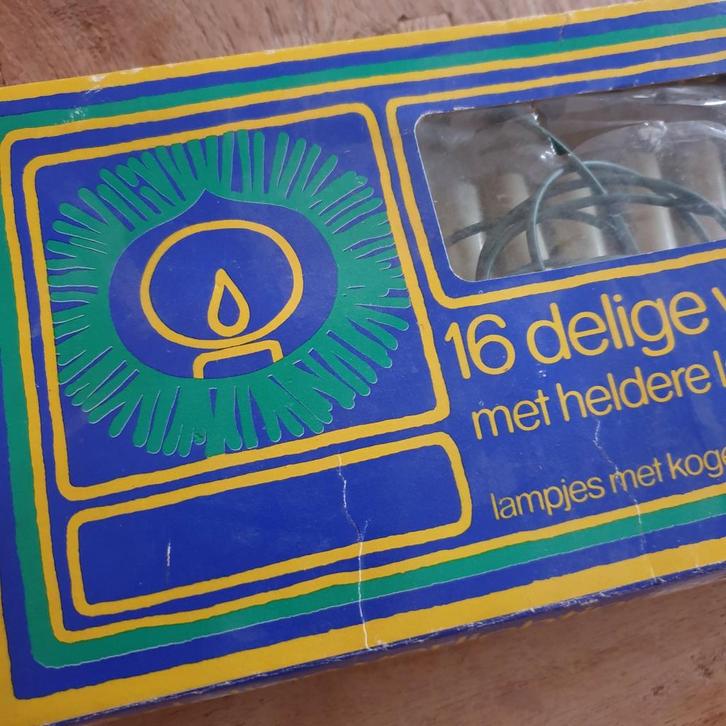 16 delige
met heldere
lampjes met